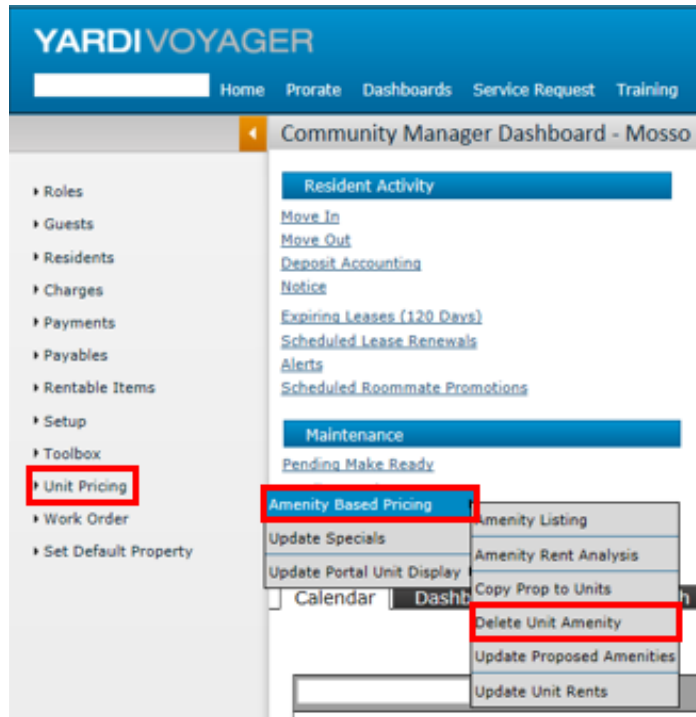 YARDI VOYAGER
Home Prorate Dashboards Service Request Training
Community Manager Dashboard - Mosso
Roles
Guests
Residents
Charges
Payments
Payables
Rentable Items
Setup
Toolbox
Unit Pricing
Work Order
Set Default Property
Resident Activity
Move In
Move Out
Deposit Accounting
Notice
Expiring Leases (120 Days)
Scheduled Lease Renewals
Alerts
Scheduled Roommate Promotions
Maintenance
Pending Make Ready
Amenity Based Pricing
Update Specials
Update Portal Unit Display
Amenity Listing
Amenity Rent Analysis
Copy Prop to Units
Delete Unit Amenity
Update Proposed Amenities
Update Unit Rents
Calendar